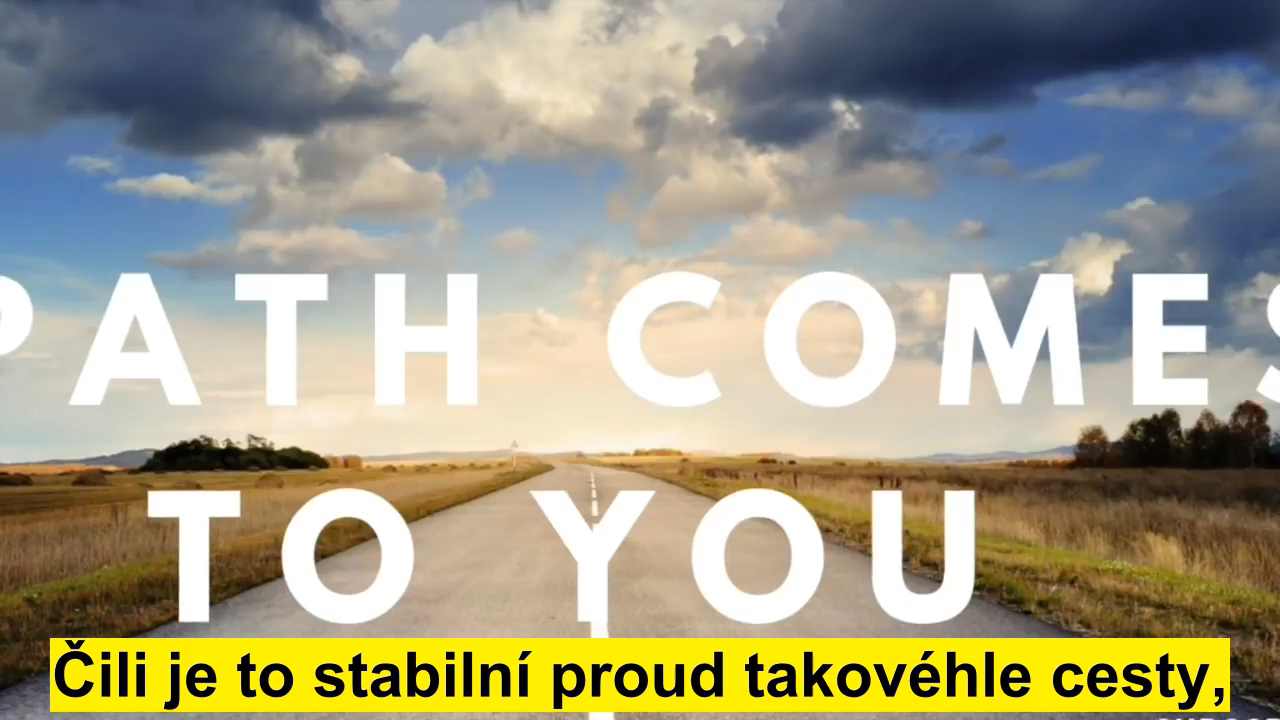 PATH COMES
TO YOU
Čili je to stabilní proud takovéhle cesty,